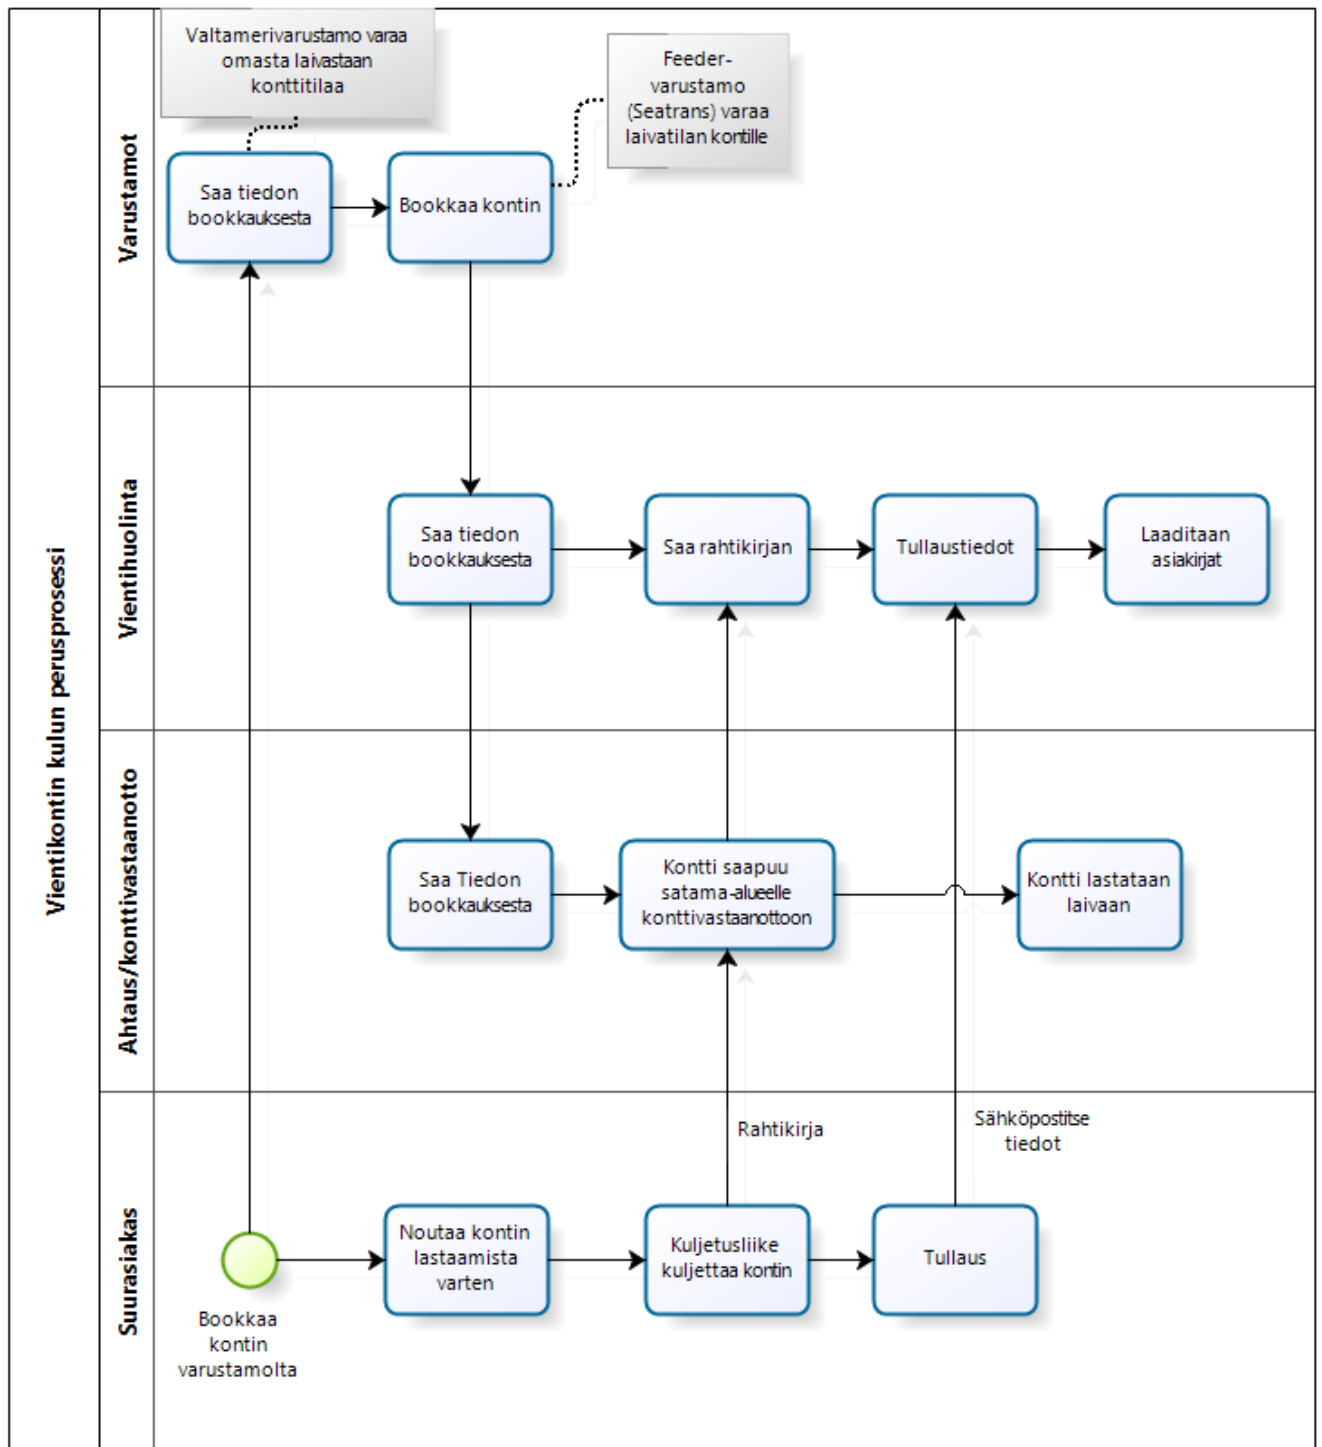 Vientikontin kulun perusprosessi
Varustamot
Valtamerivarustamo varaa
omasta laivastaan
konttitilaa
Feeder-
varustamo
(Seatrans) varaa
laivatilan kontille
Saa tiedon
bookkauksesta
Bookkaa kontin
Vientihuolinta
Saa tiedon
bookkauksesta
Saa rahtikirjan
Tullaustiedot
Laaditaan
asiakirjat
Ahtaus/konttivastaanotto
Saa Tiedon
bookkauksesta
Kontti saapuu
satama-alueelle
konttivastaanottoon
Kontti lastataan
laivaan
Suurasiakas
Rahtikirja
Sähköpostitse
tiedot
Bookkaa
kontin
varustamolta
Noutaa kontin
lastaamista
varten
Kuljetusliike
kuljettaa kontin
Tullaus